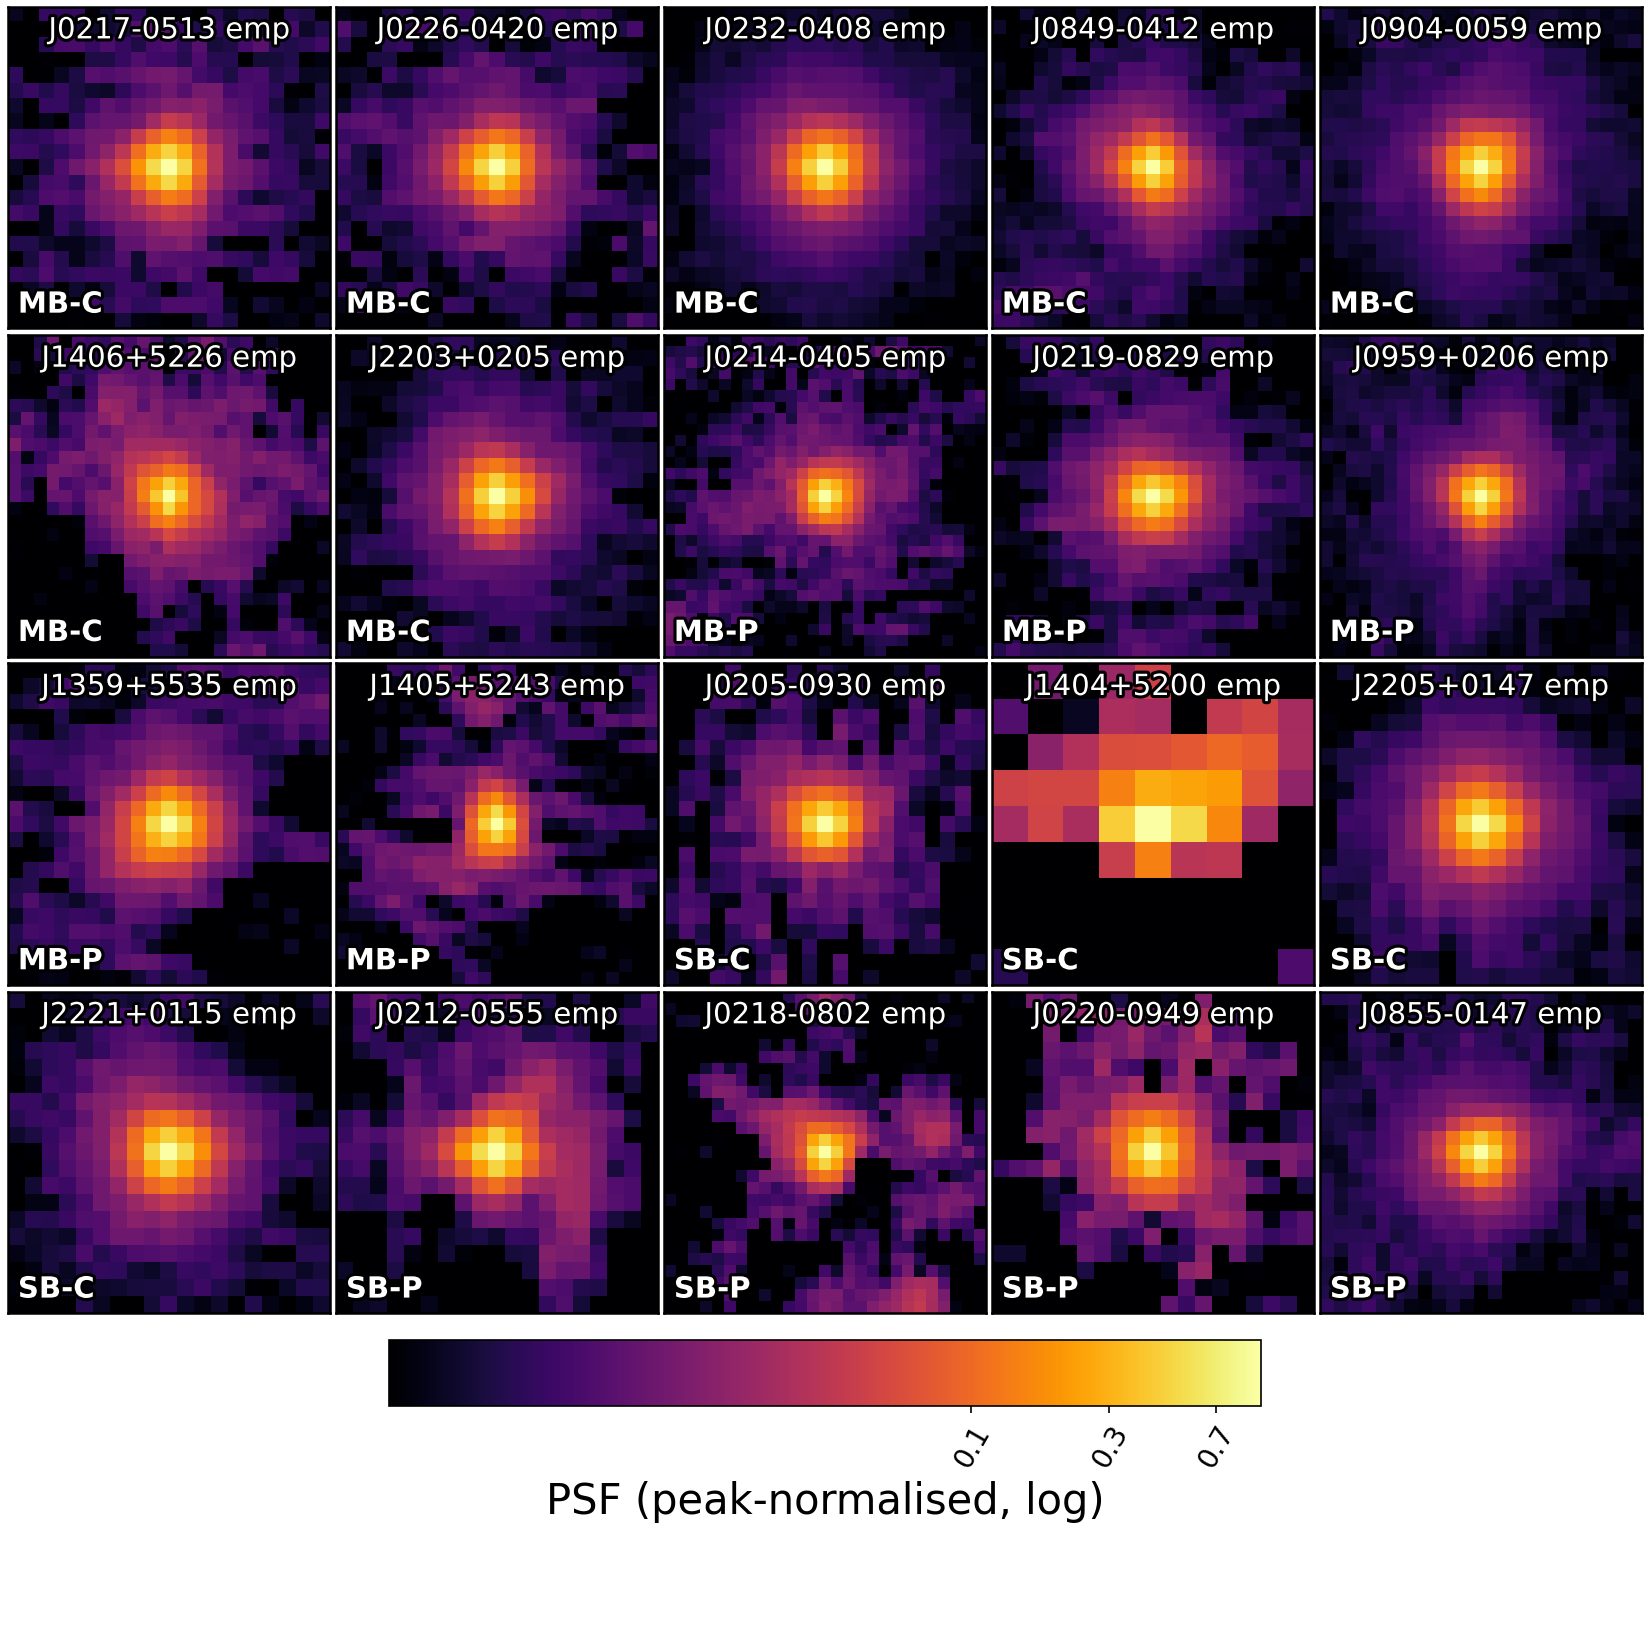 J0217-0513 emp
MB-C
J0226-0420 emp
MB-C
J0232-0408 emp
MB-C
J0849-0412 emp
MB-C
J0904-0059 emp
MB-C
J1406+5226 emp
MB-C
J2203+0205 emp
MB-C
J0214-0405 emp
MB-P
J0219-0829 emp
MB-P
J0959+0206 emp
MB-P
J1359+5535 emp
MB-P
J1405+5243 emp
MB-P
J0205-0930 emp
SB-C
J1404+5200 emp
SB-C
J2205+0147 emp
SB-C
J2221+0115 emp
SB-C
J0212-0555 emp
SB-P
J0218-0802 emp
SB-P
J0220-0949 emp
SB-P
J0855-0147 emp
SB-P
0.1
0.3
0.7
PSF (peak-normalised, log)